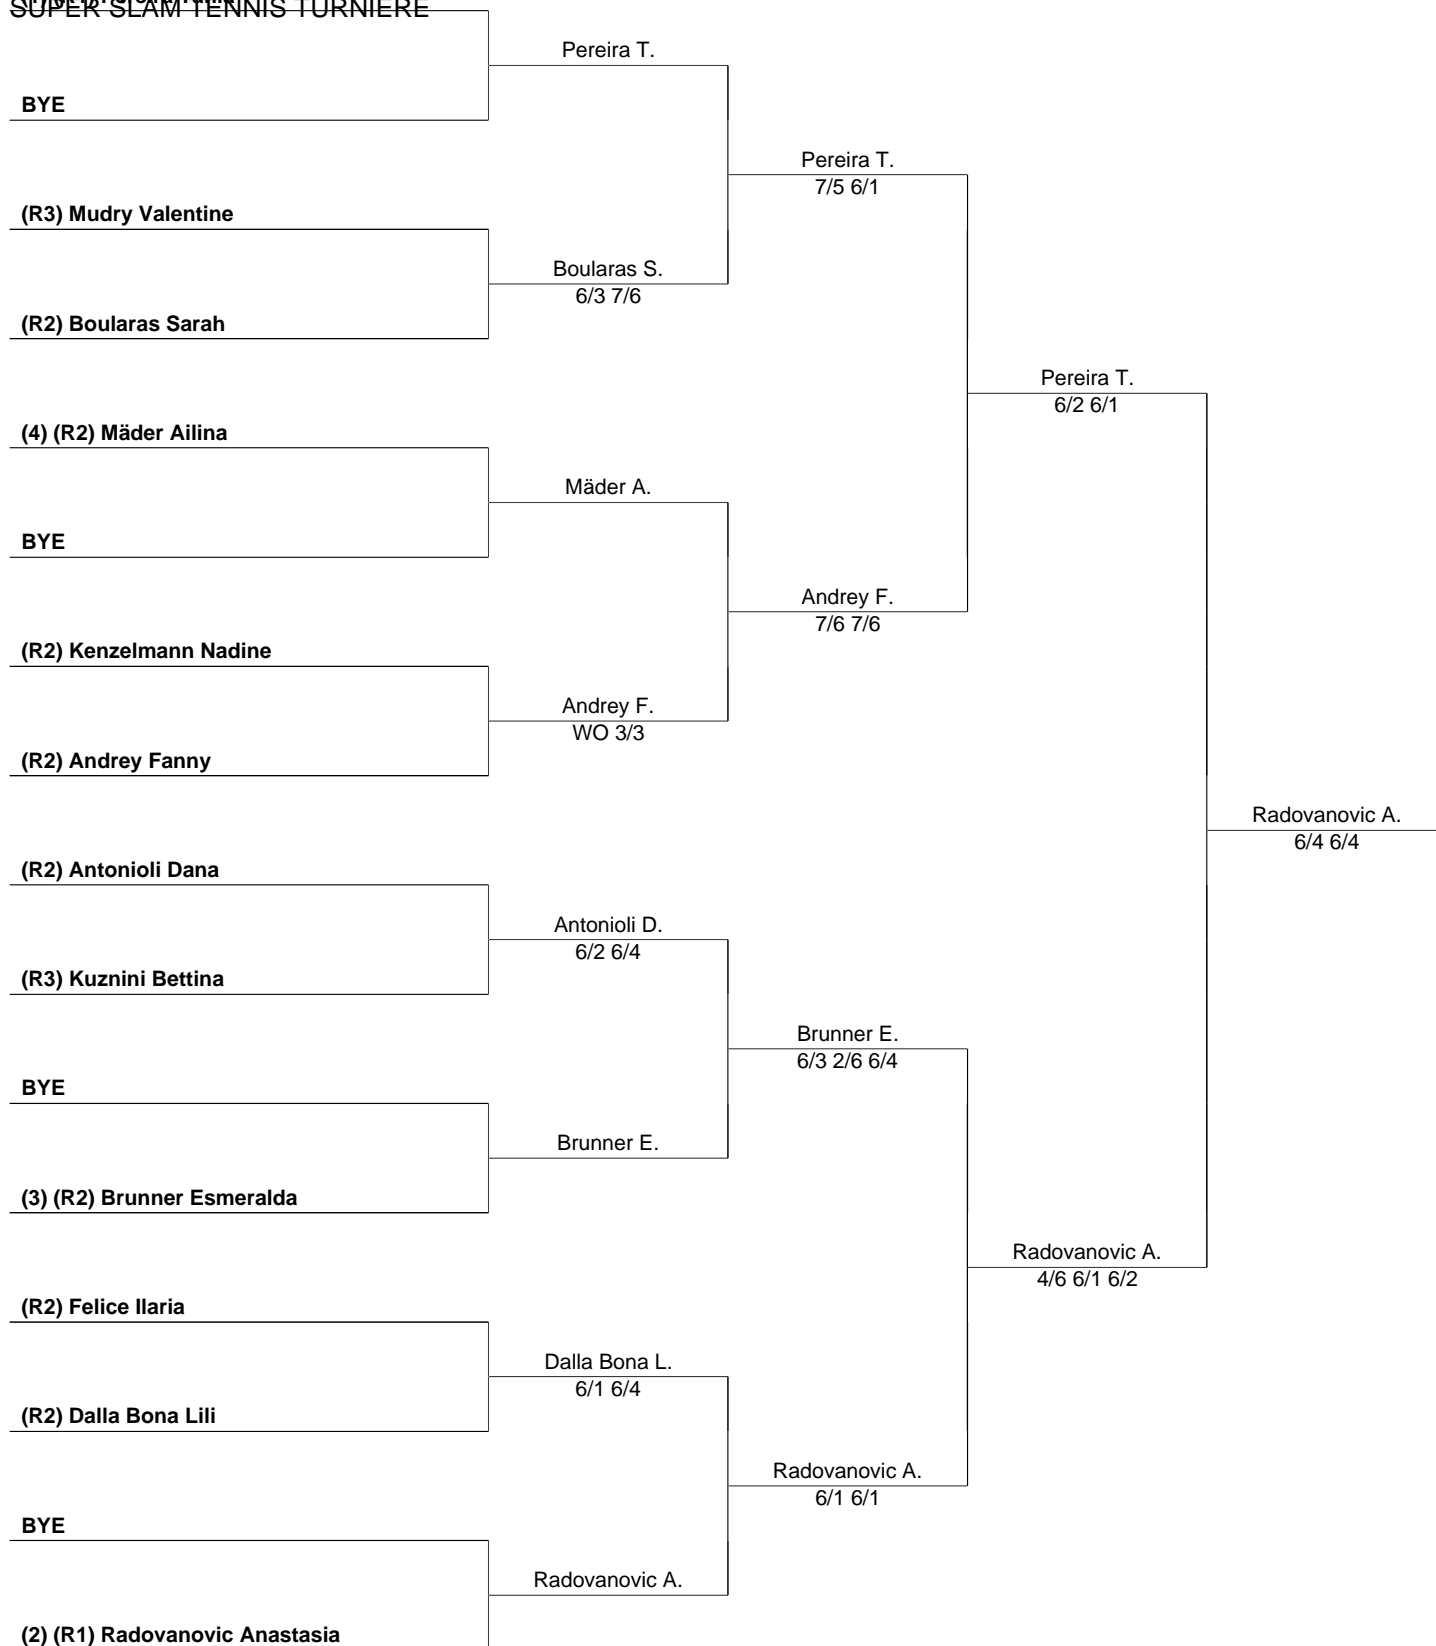 SUPER SLAM TENNIS TURNIERE
Pereira T.
BYE
Pereira T.
7/5 6/1
(R3) Mudry Valentine
Boularas S.
6/3 7/6
(R2) Boularas Sarah
Pereira T.
6/2 6/1
(4) (R2) Mäder Ailina
Mäder A.
BYE
Andrey F.
7/6 7/6
(R2) Kenzelmann Nadine
Andrey F.
WO 3/3
(R2) Andrey Fanny
Radovanovic A.
6/4 6/4
(R2) Antonioli Dana
Antonioli D.
6/2 6/4
(R3) Kuznini Bettina
Brunner E.
6/3 2/6 6/4
BYE
Brunner E.
(3) (R2) Brunner Esmeralda
Radovanovic A.
4/6 6/1 6/2
(R2) Felice Ilaria
Dalla Bona L.
6/1 6/4
(R2) Dalla Bona Lili
Radovanovic A.
6/1 6/1
BYE
Radovanovic A.
(2) (R1) Radovanovic Anastasia